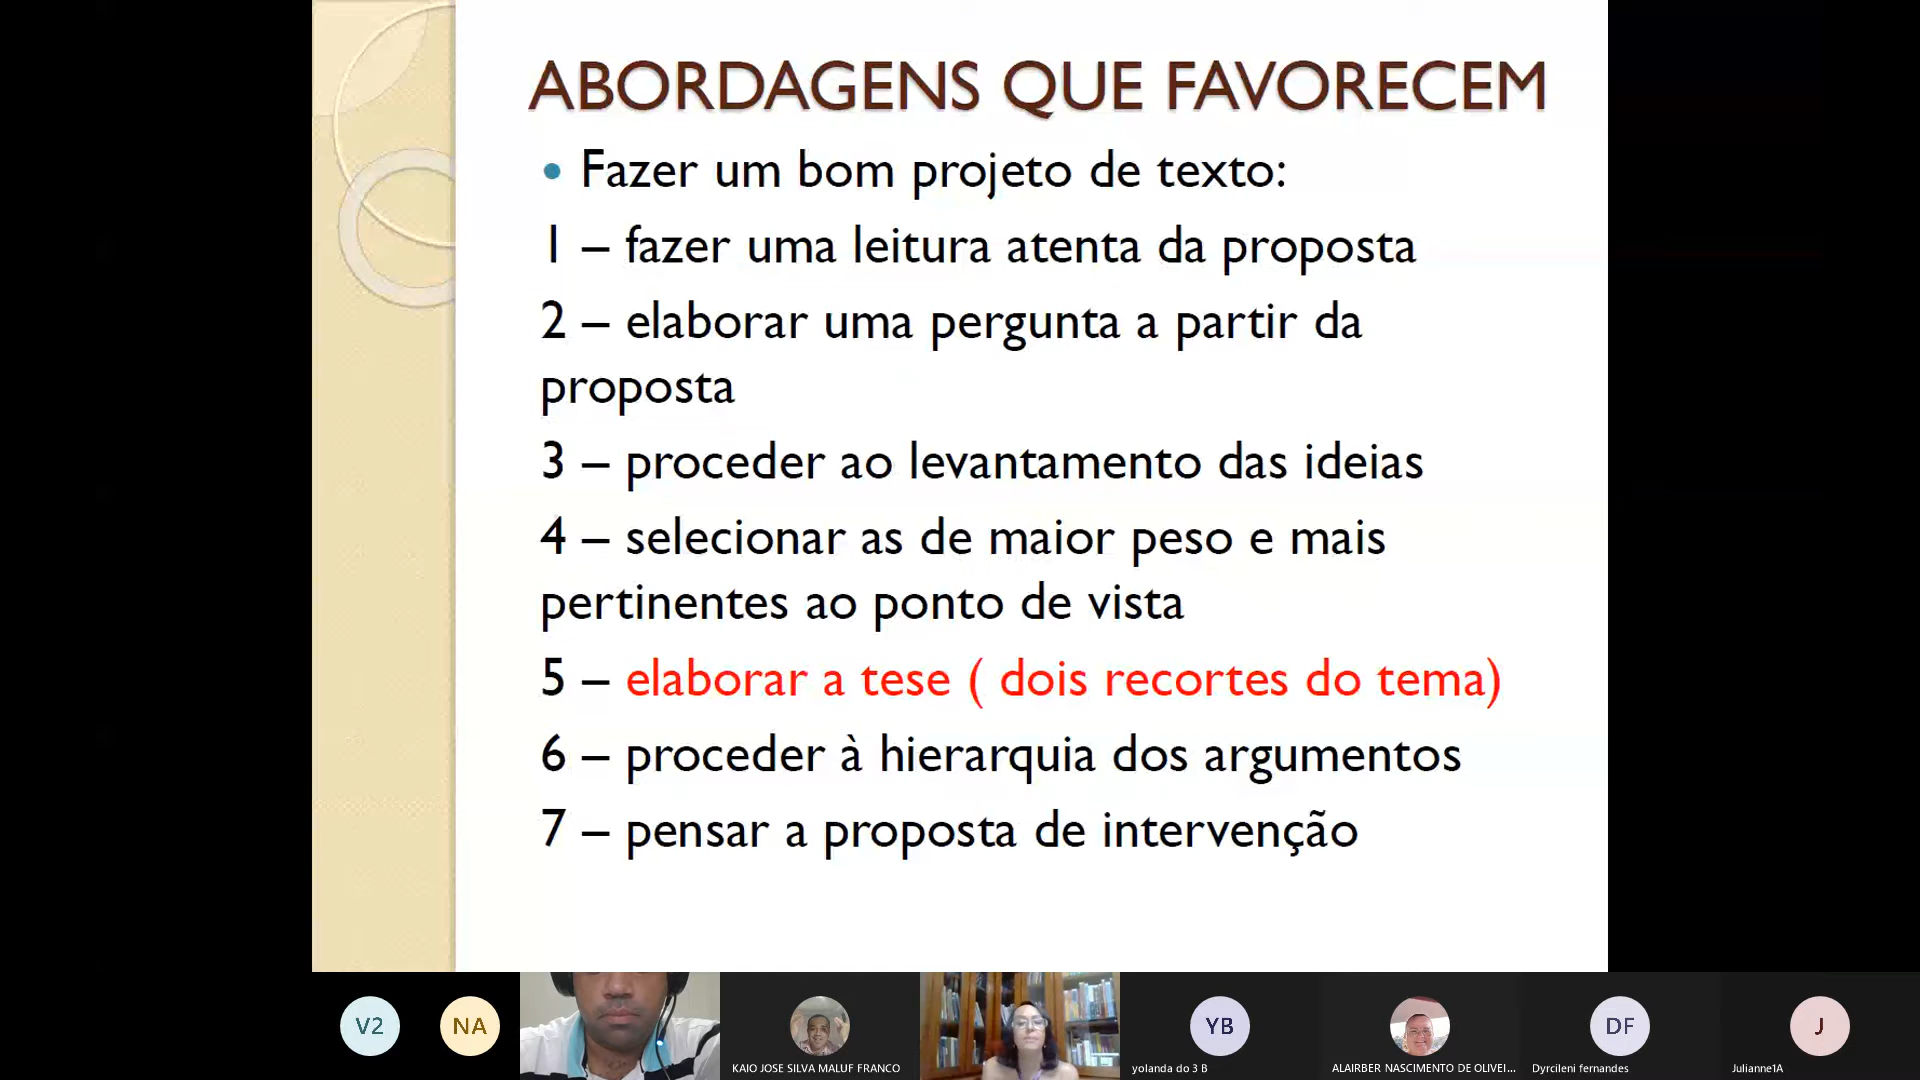 ABORDAGENS QUE FAVORECEM
• Fazer um bom projeto de texto:
1 – fazer uma leitura atenta da proposta
2 – elaborar uma pergunta a partir da
proposta
3 – proceder ao levantamento das ideias
4 – selecionar as de maior peso e mais
pertinentes ao ponto de vista
5 – elaborar a tese ( dois recortes do tema)
6 – proceder à hierarquia dos argumentos
7 – pensar a proposta de intervenção
V2
NA
YB
DF
J
KAIO JOSE SILVA MALUF FRANCO
yolanda do 3 B
ALAIRBER NASCIMENTO DE OLIVEI...
Dyrcileni fernandes
Julianne1A